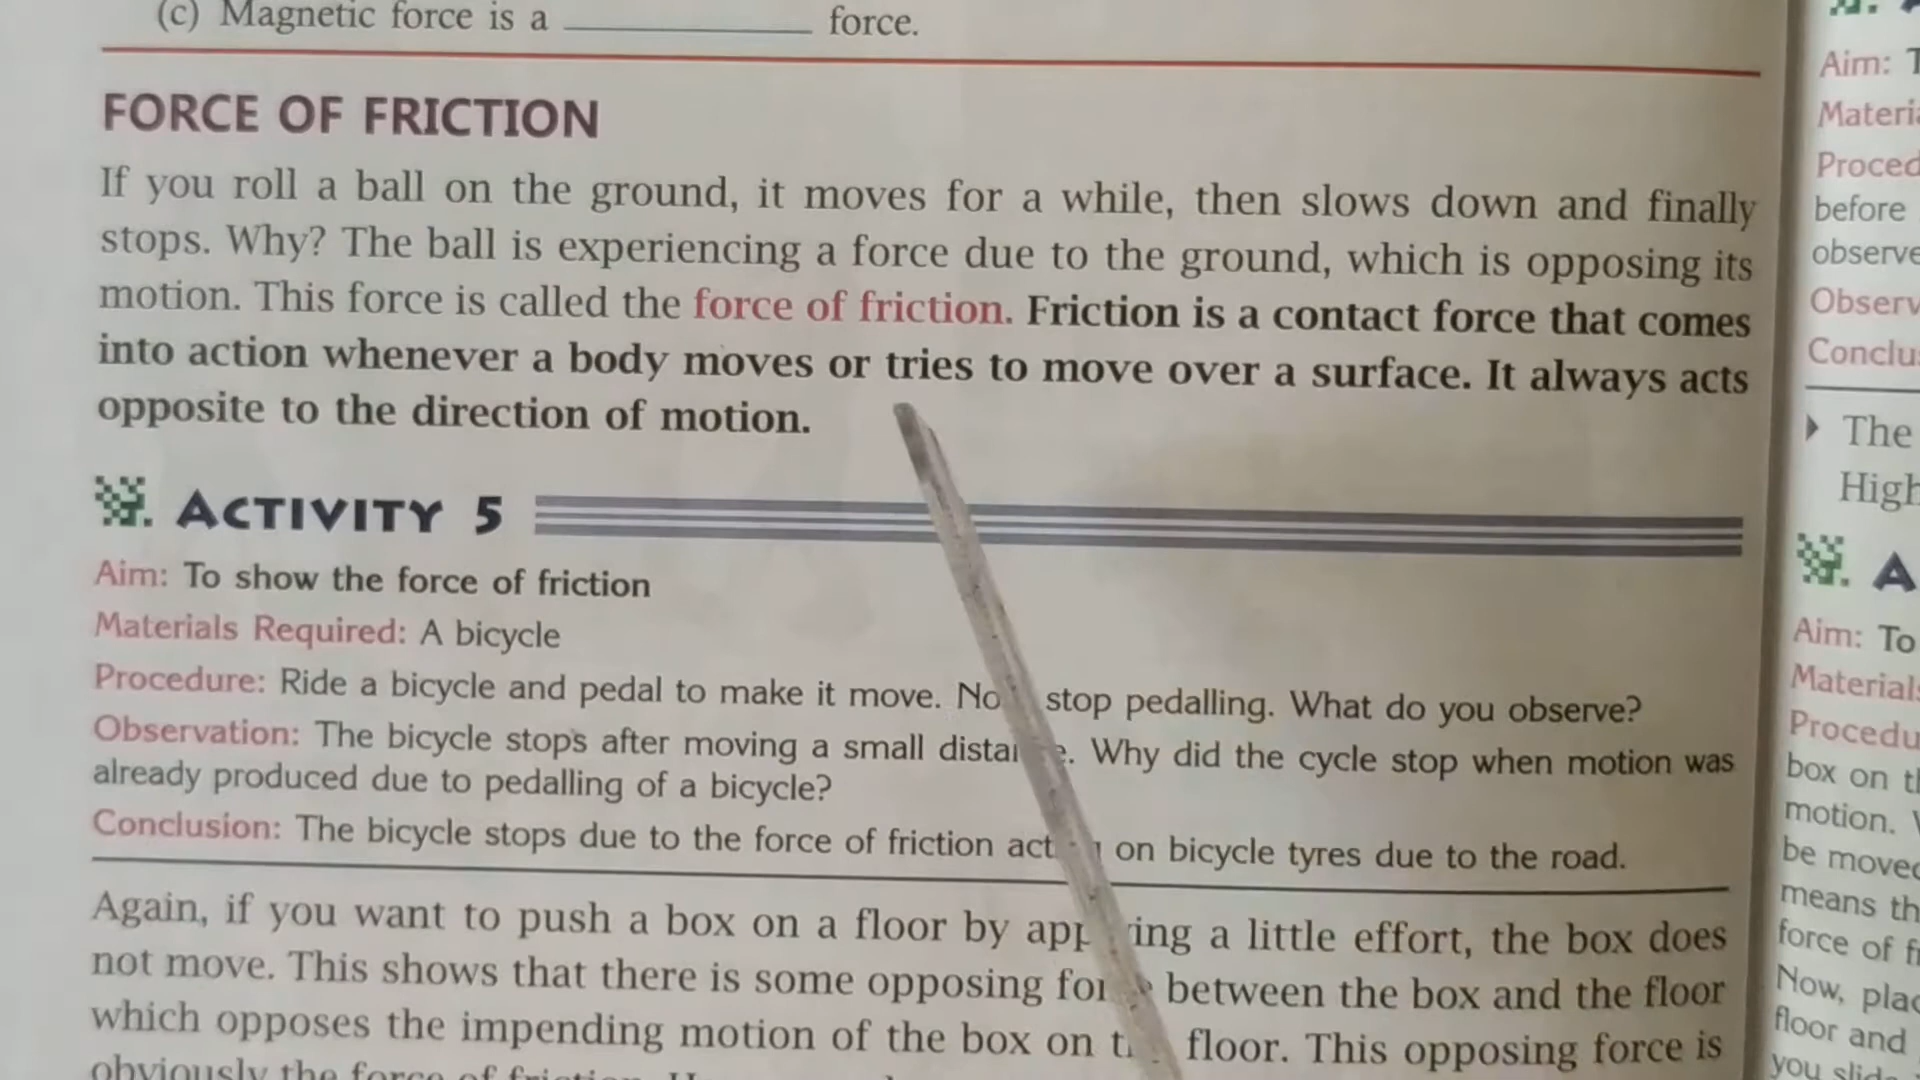 (c) Magnetic force is a __________ force.
FORCE OF FRICTION
If you roll a ball on the ground, it moves for a while, then slows down and finally
stops. Why? The ball is experiencing a force due to the ground, which is opposing its
motion. This force is called the force of friction. Friction is a contact force that comes
into action whenever a body moves or tries to move over a surface. It always acts
opposite to the direction of motion.
ACTIVITY 5
Aim: To show the force of friction
Materials Required: A bicycle
Procedure: Ride a bicycle and pedal to make it move. stop pedalling. What do you observe?
Observation: The bicycle stops after moving a small Why did the cycle stop when motion was
already produced due to pedalling of a bicycle?
Conclusion: The bicycle stops due to the force of friction on bicycle tyres due to the road.
Again, if you want to push a box on a floor by a little effort, the box does
not move. This shows that there is some opposing between the box and the floor
which opposes the impending motion of the box on floor. This opposing force is
obviously the force of friction.
Aim:
before
Aim: To
box on
motion.
be
means
force of
Now,
floor and
you
The